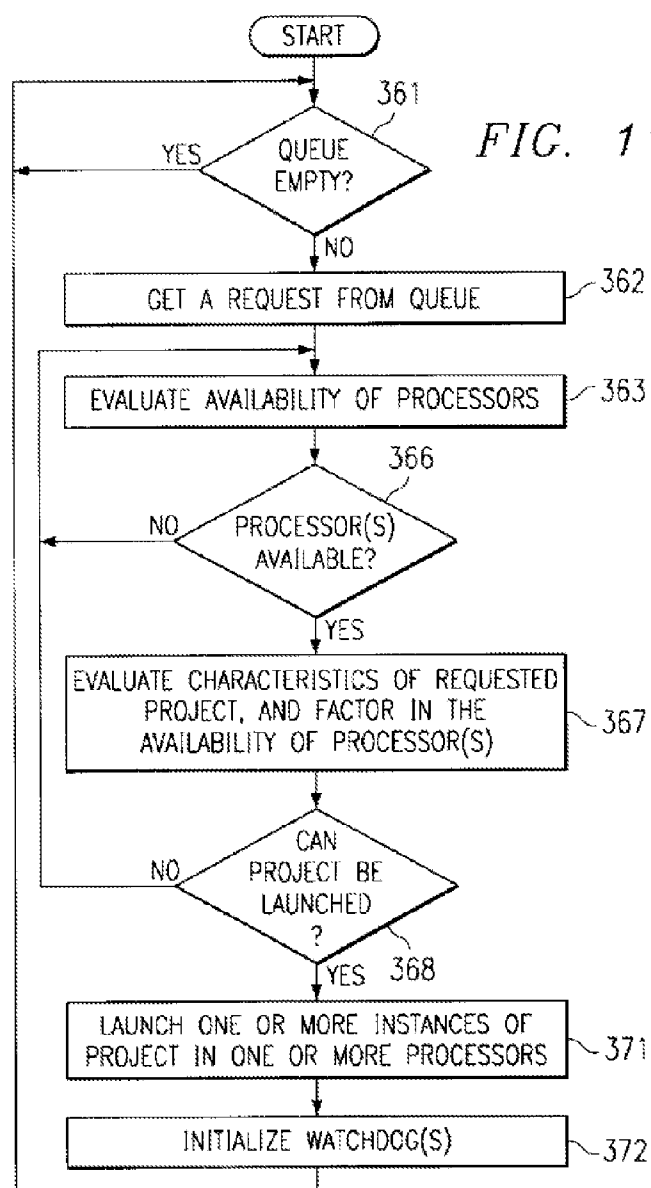 START
361
FIG. 1
YES
QUEUE
EMPTY?
NO
GET A REQUEST FROM QUEUE
362
EVALUATE AVAILABILITY OF PROCESSORS
363
366
NO
PROCESSOR(S)
AVAILABLE?
YES
EVALUATE CHARACTERISTICS OF REQUESTED
PROJECT, AND FACTOR IN THE
AVAILABILITY OF PROCESSOR(S)
367
NO
CAN
PROJECT BE
LAUNCHED
?
368
YES
LAUNCH ONE OR MORE INSTANCES OF
PROJECT IN ONE OR MORE PROCESSORS
371
INITIALIZE WATCHDOG(S)
372